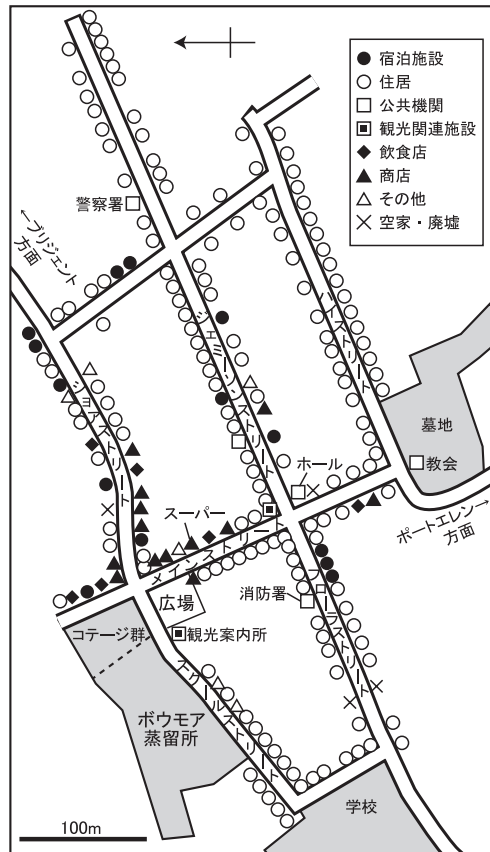 宿泊施設
住居
公共機関
観光関連施設
飲食店
商店
その他
空家・廃墟
警察署
←ブリジェント
方面
ジェミーソンストリート
ハイストリート
ショアストリート
墓地
教会
ホール
ポートエレン→
方面
スーパー
メインストリート
広場
消防署
フローラストリート
コテージ群
観光案内所
スクールストリート
ボウモア
蒸留所
学校
100m